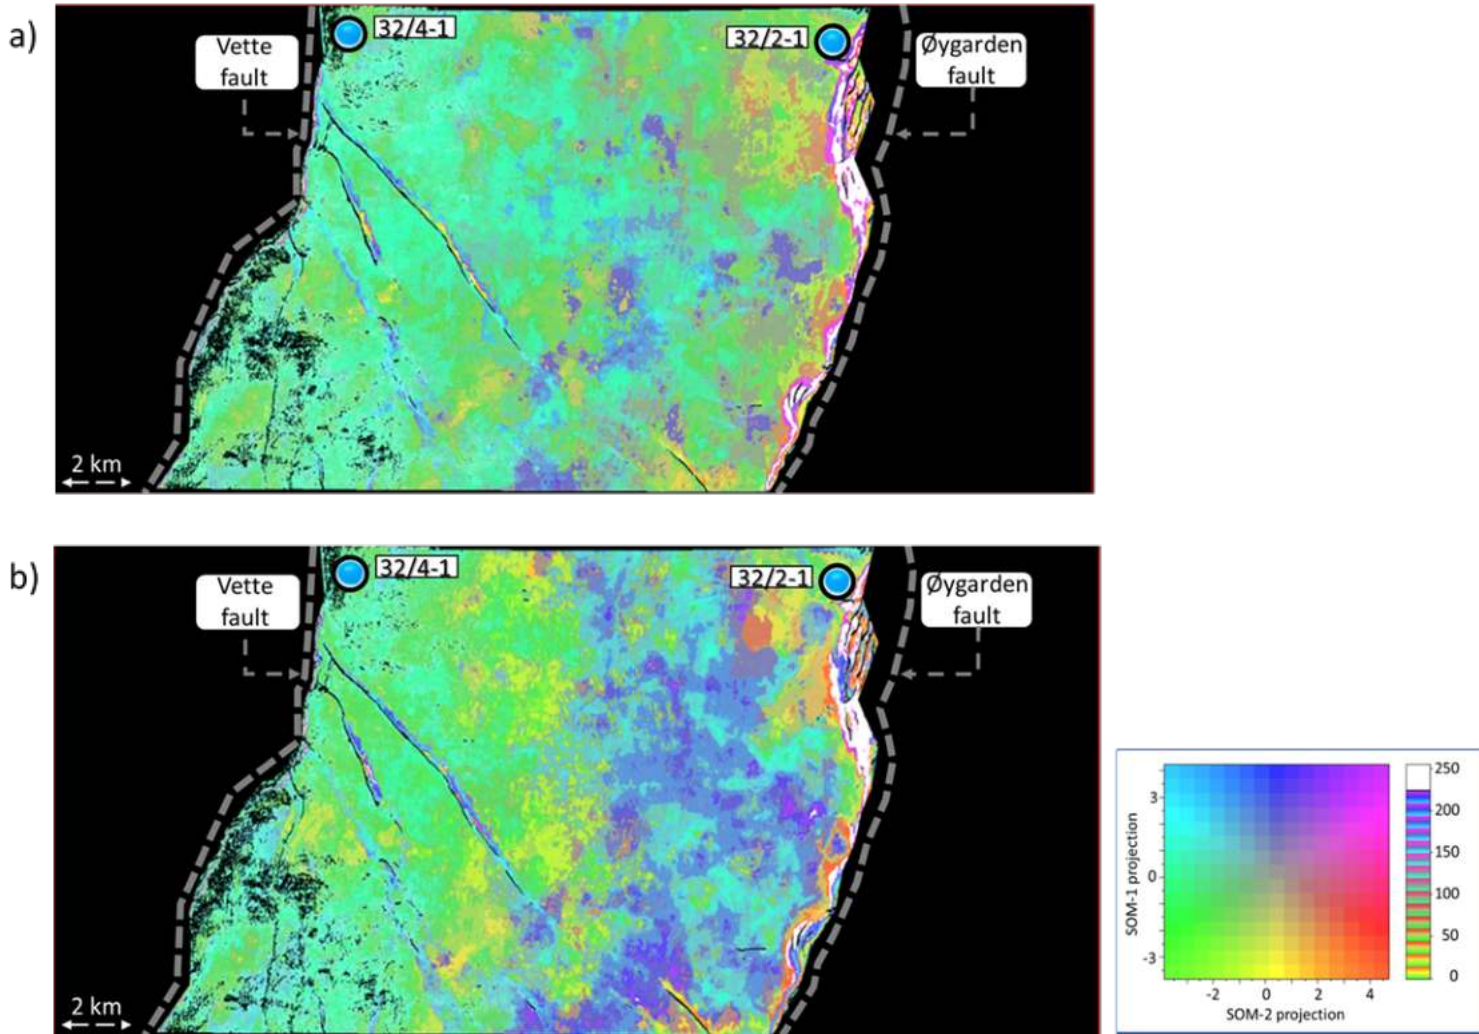 a)
Vette
fault
32/4-1
32/2-1
Øygarden
fault
2 km
b)
Vette
fault
32/4-1
32/2-1
Øygarden
fault
2 km
SOM-1 projection
3
0
-3
-2
0
2
4
SOM-2 projection
250
200
150
100
50
0